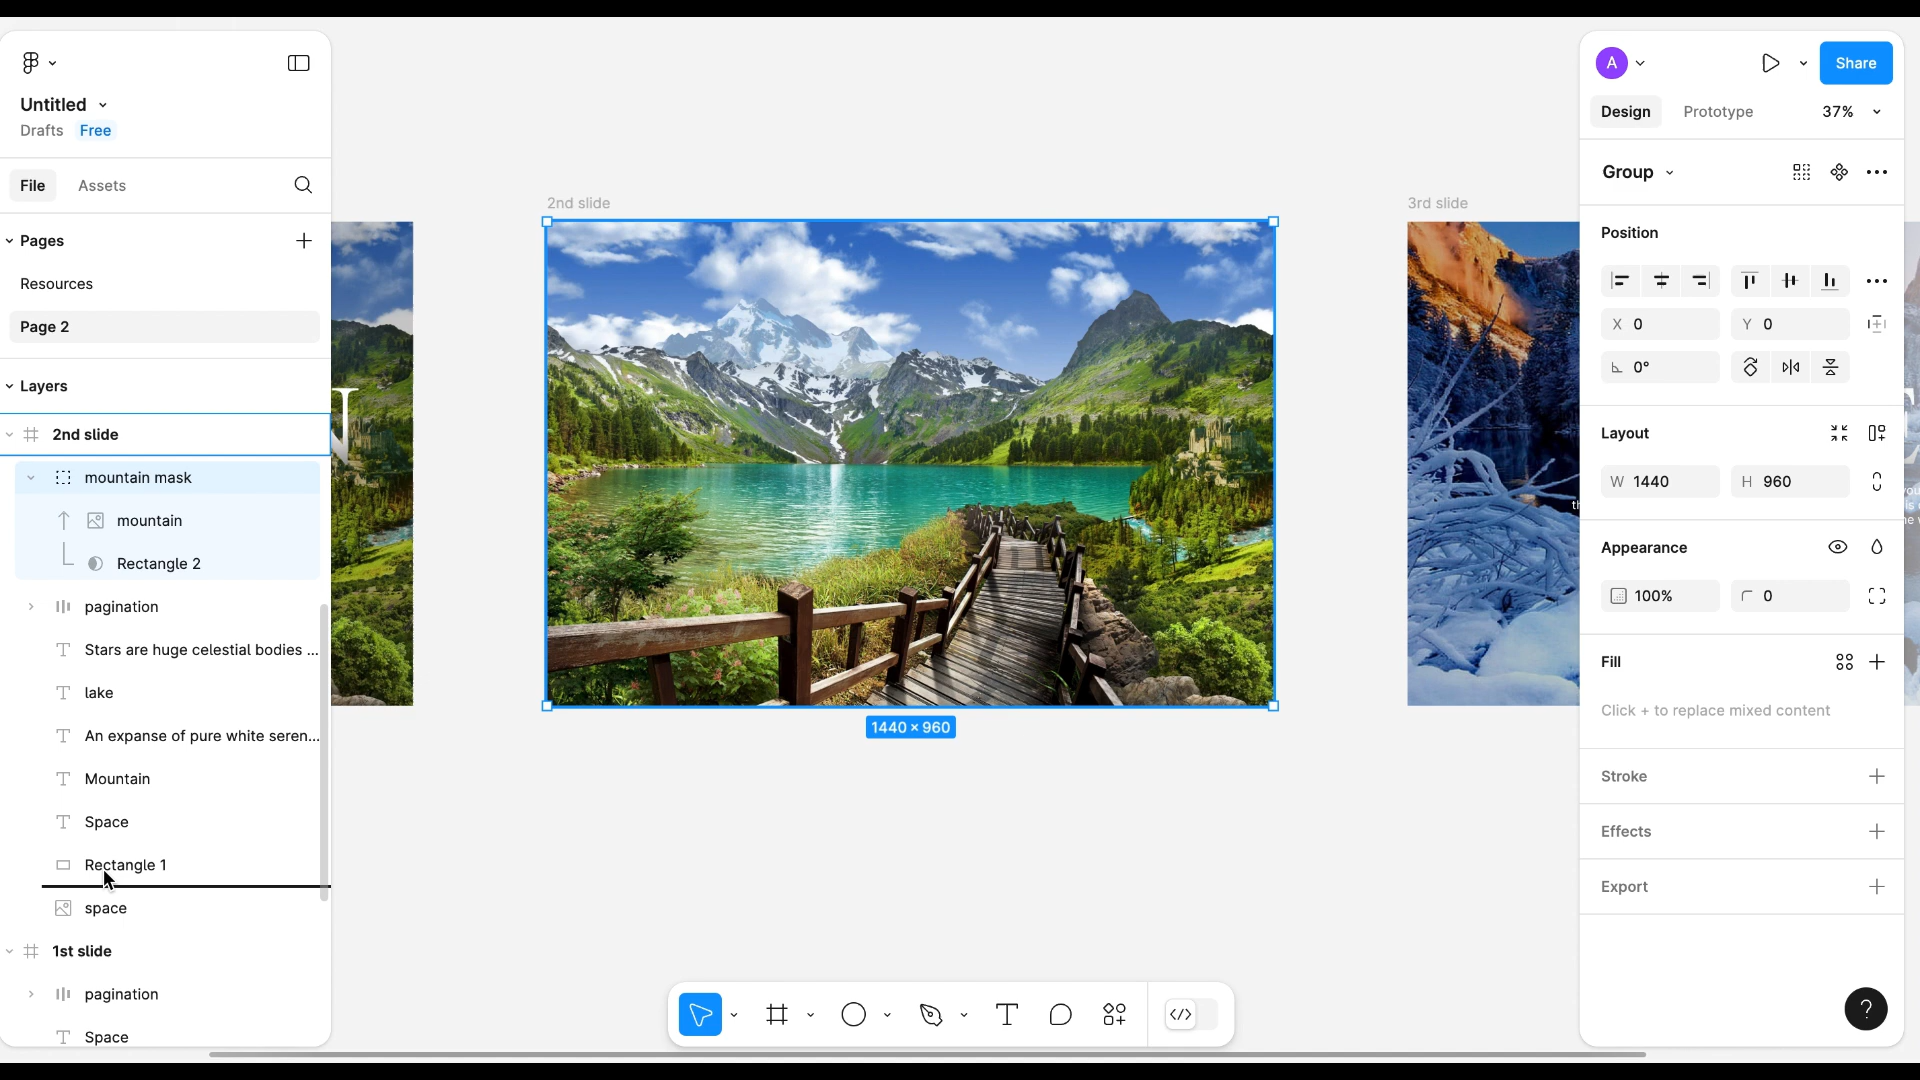 Untitled
Drafts Free
File Assets
Pages
Resources
Page 2
Layers
2nd slide
mountain mask
mountain
Rectangle 2
pagination
Stars are huge celestial bodies ...
lake
An expanse of pure white seren...
Mountain
Space
Rectangle 1
space
1st slide
pagination
Space
N
2nd slide
1440 × 960
3rd slide
th
A
Share
Design Prototype 37%
Group
Position
X 0 Y 0
0°
Layout
W 1440 H 960
Appearance
100% 0
Fill
Click + to replace mixed content
Stroke
Effects
Export
?